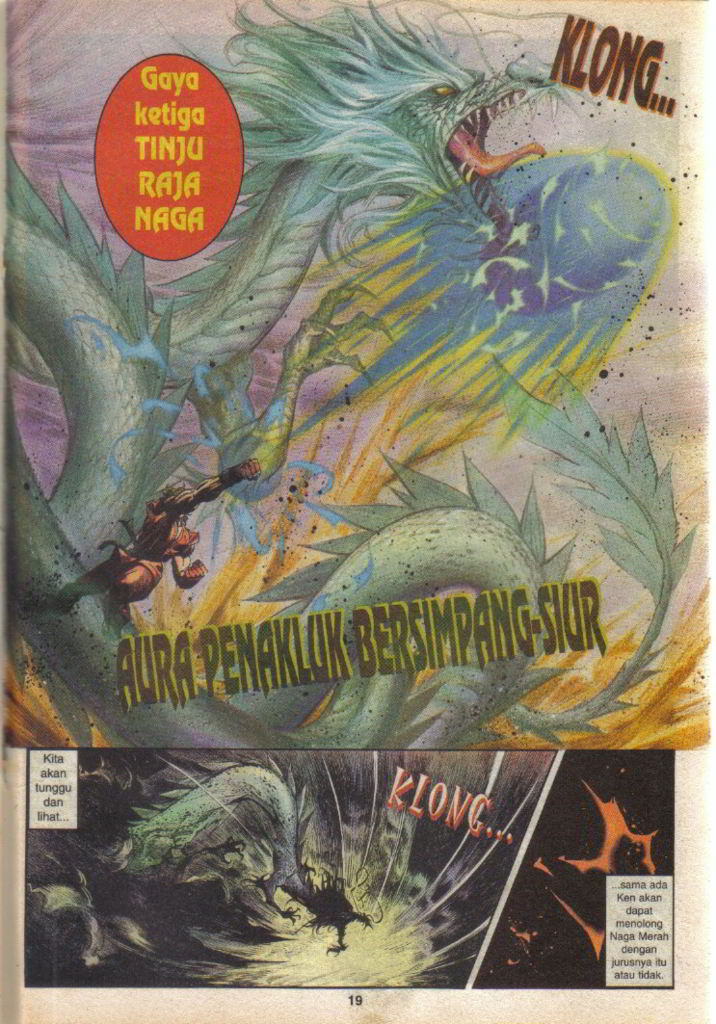 KLONG...
Gaya
ketiga
TINJU
RAJA
NAGA
AURA PENAKLUK BERSIMPANG-SIUR
Kita
akan
tunggu
dan
lihat...
KLONG...
...sama ada
Ken akan
dapat
menolong
Naga Merah
dengan
jurusnya itu
atau tidak.
19